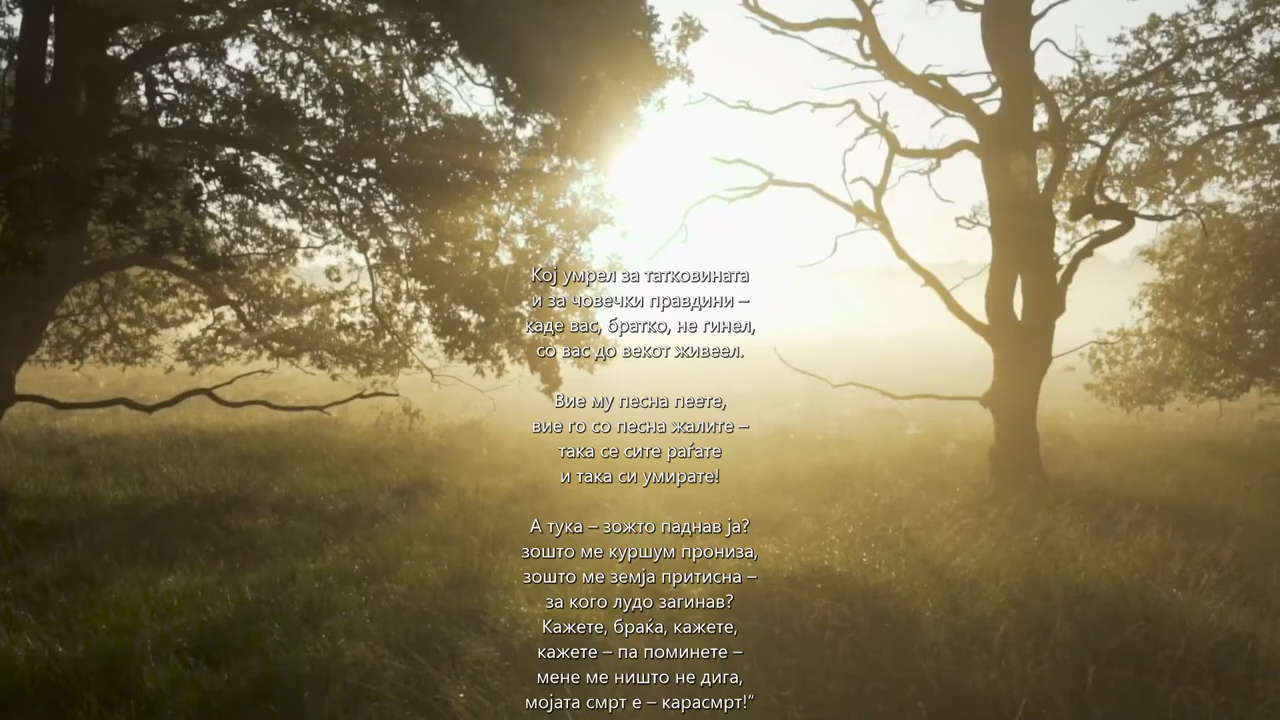 Кој умрел за татковината
и за човечки правдини –
каде вас, братко, не гинел,
со вас до векот живеел.
Вие му песна пеете,
вие го со песна жалите –
така се сите раѓате
и така си умирате!
А тука – зожто паднав ја?
зошто ме куршум прониза,
зошто ме земја притисна –
за кого лудо загинав?
Кажете, браќа, кажете,
кажете – па поминете –
мене ме ништо не дига,
мојата смрт е – карасмрт!”